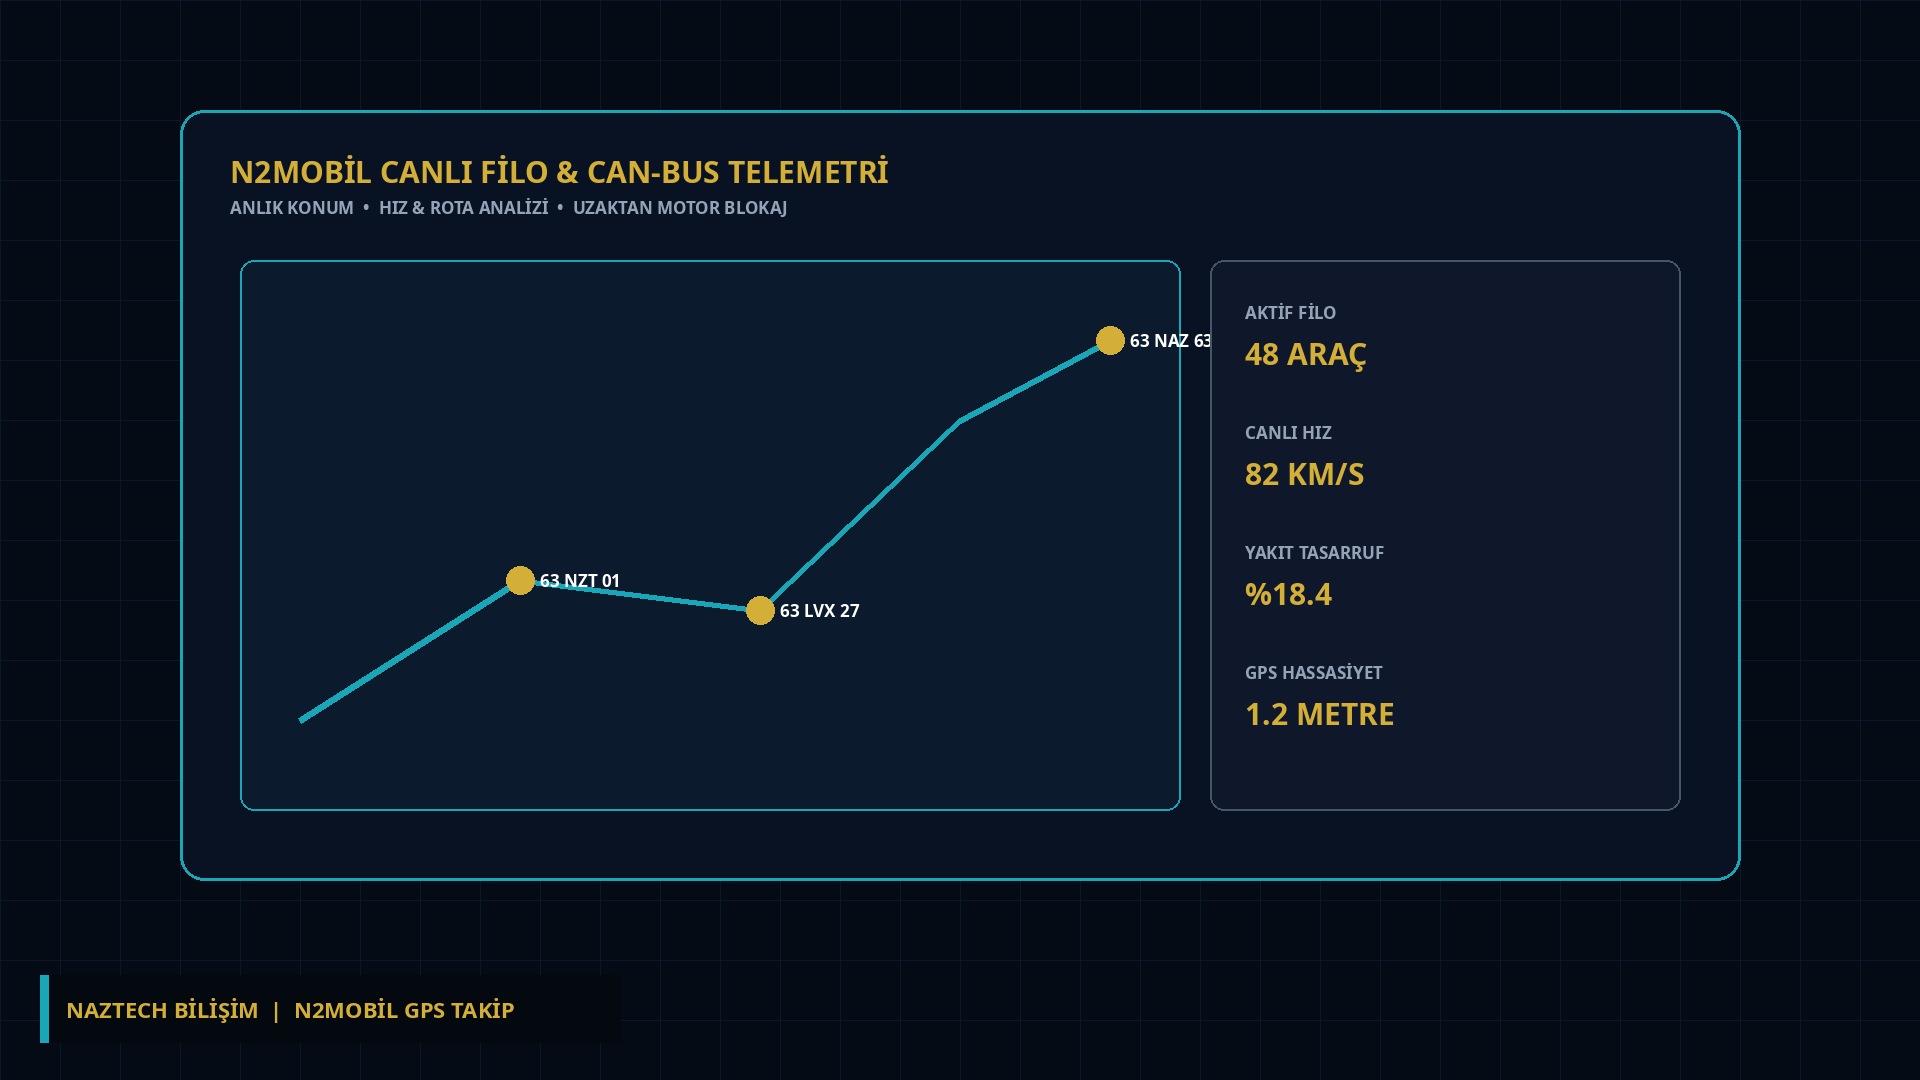 N2MOBİL CANLI FİLO & CAN-BUS TELEMETRİ
ANLIK KONUM • HIZ & ROTA ANALİZİ • UZAKTAN MOTOR BLOKAJ
63 NAZ 63
63 NZT 01
63 LVX 27
AKTİF FİLO
48 ARAÇ
CANLI HIZ
82 KM/S
YAKIT TASARRUF
%18.4
GPS HASSASİYET
1.2 METRE
NAZTECH BİLİŞİM | N2MOBİL GPS TAKİP